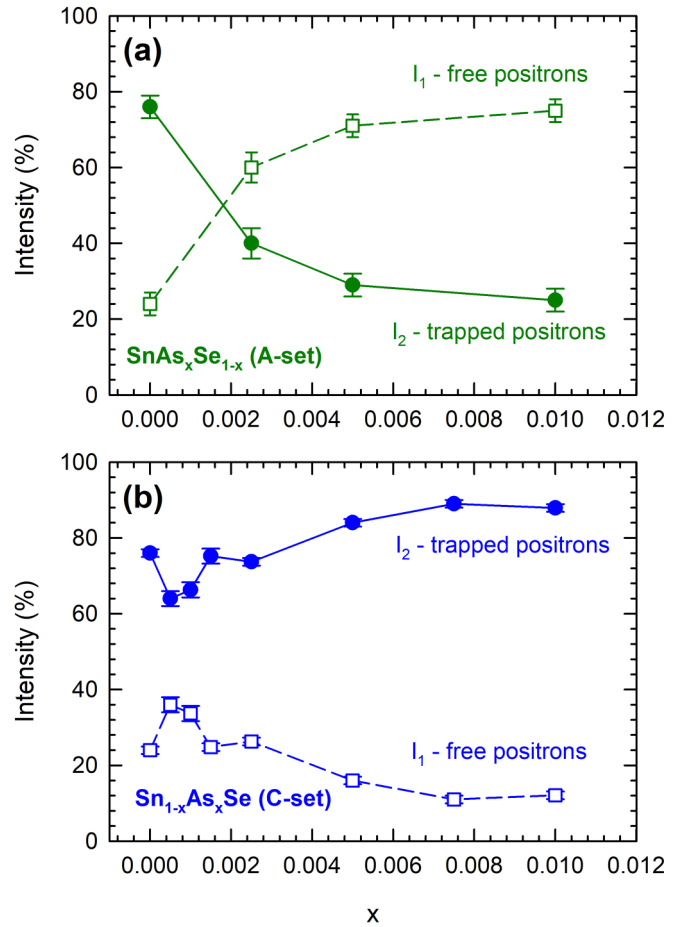 100
80
60
40
20
0
Intensity (%)
(a)
I₁ - free positrons
I₂ - trapped positrons
SnAsₓSe₁₋ₓ (A-set)
0.000 0.002 0.004 0.006 0.008 0.010 0.012
100
80
60
40
20
0
Intensity (%)
(b)
I₂ - trapped positrons
I₁ - free positrons
Sn₁₋ₓAsₓSe (C-set)
0.000 0.002 0.004 0.006 0.008 0.010 0.012
x